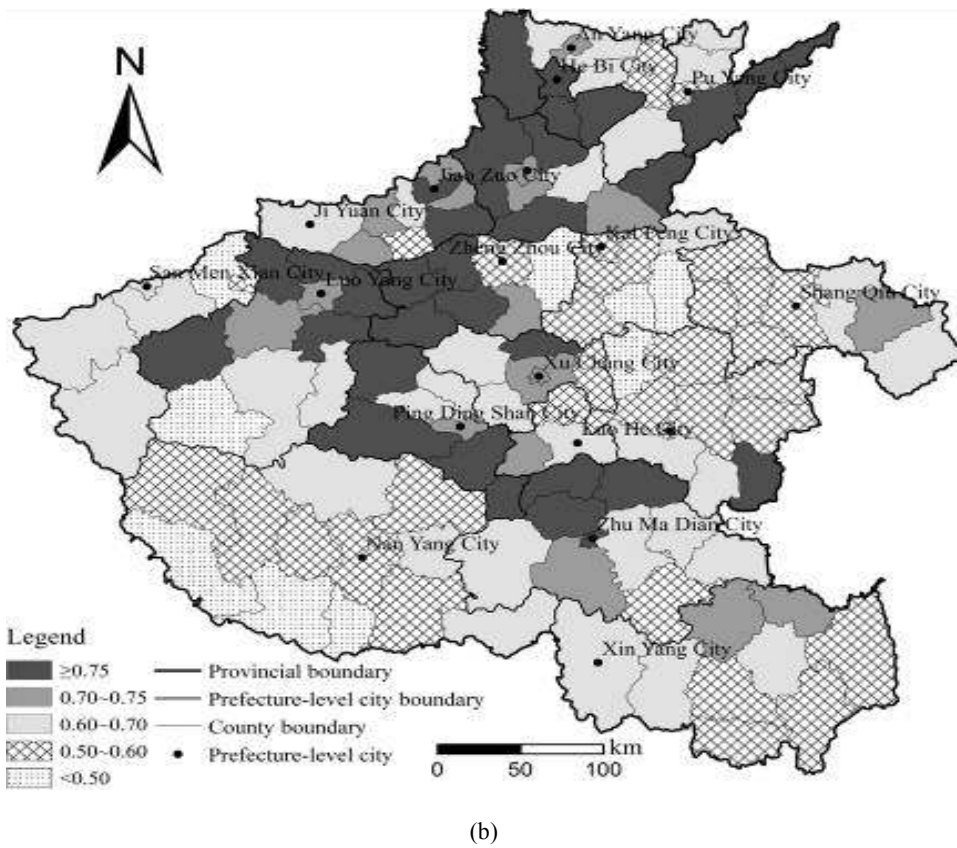 N
An Yang City
He Bi City
Pu Yang City
Jiao Zuo City
Ji Yuan City
Kai Feng City
Zheng Zhou City
San Men Xian City
Luo Yang City
Shang Qiu City
Xu Chang City
Ping Ding Shan City
Luo He City
Zhu Ma Dian City
Nan Yang City
Xin Yang City
Legend
≥0.75
Provincial boundary
0.70~0.75
Prefecture-level city boundary
0.60~0.70
County boundary
0.50~0.60
Prefecture-level city
<0.50
km
0 50 100
(b)